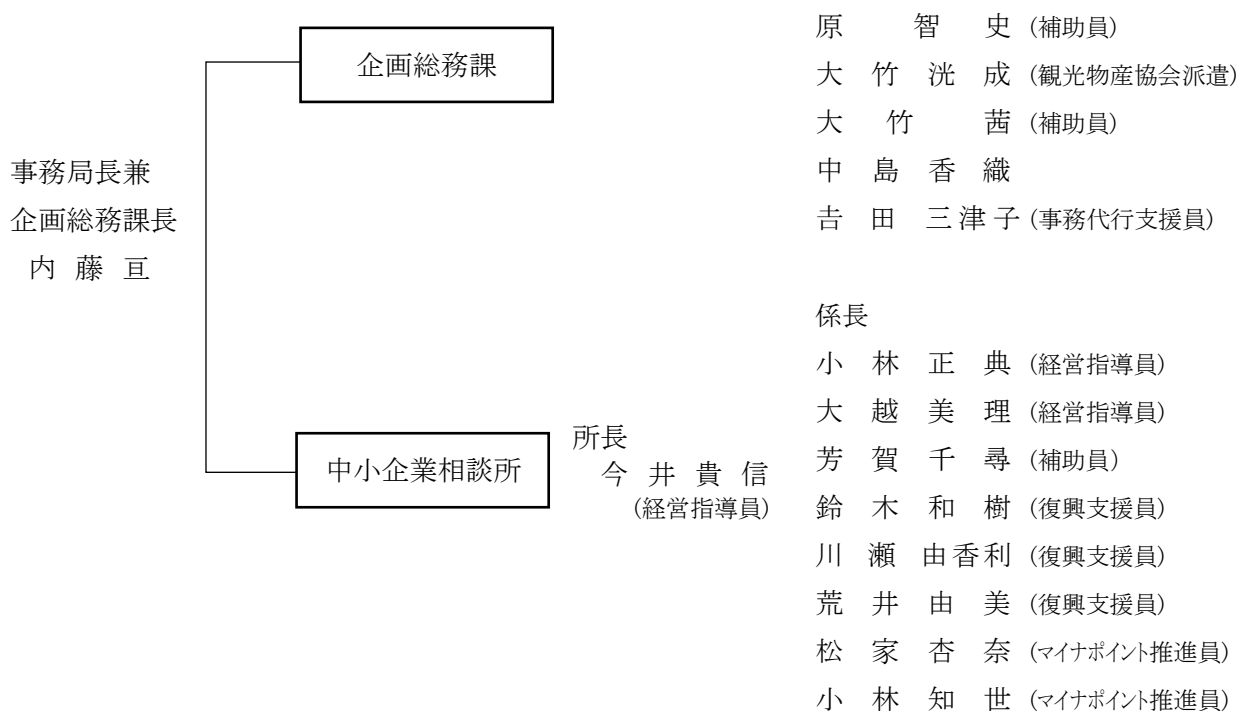 事務局長兼
企画総務課長
内藤亘
企画総務課
原智史 (補助員)
大竹洸成 (観光物産協会派遣)
大竹茜 (補助員)
中島香織
𠮷田三津子 (事務代行支援員)
中小企業相談所
所長
今井貴信
(経営指導員)
係長
小林正典 (経営指導員)
大越美理 (経営指導員)
芳賀千尋 (補助員)
鈴木和樹 (復興支援員)
川瀬由香利 (復興支援員)
荒井由美 (復興支援員)
松家杏奈 (マイナポイント推進員)
小林知世 (マイナポイント推進員)